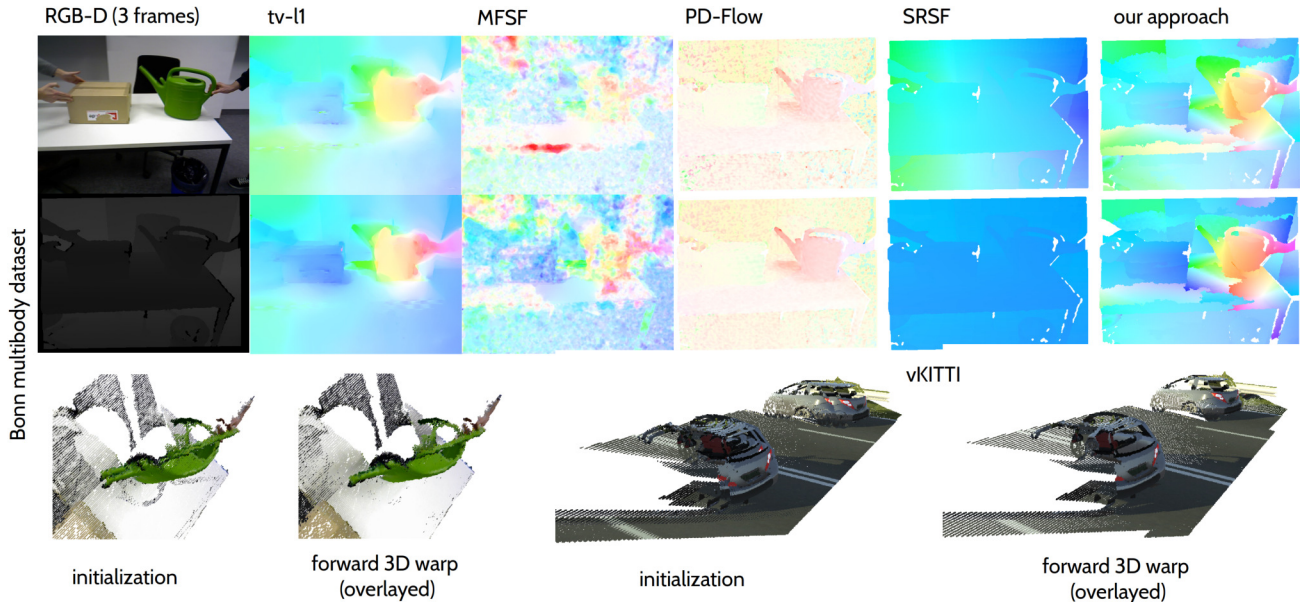 RGB-D (3 frames)
tv-l1
MFSF
PD-Flow
SRSF
our approach
Bonn multibody dataset
vKITTI
initialization
forward 3D warp
(overlayed)
initialization
forward 3D warp
(overlayed)